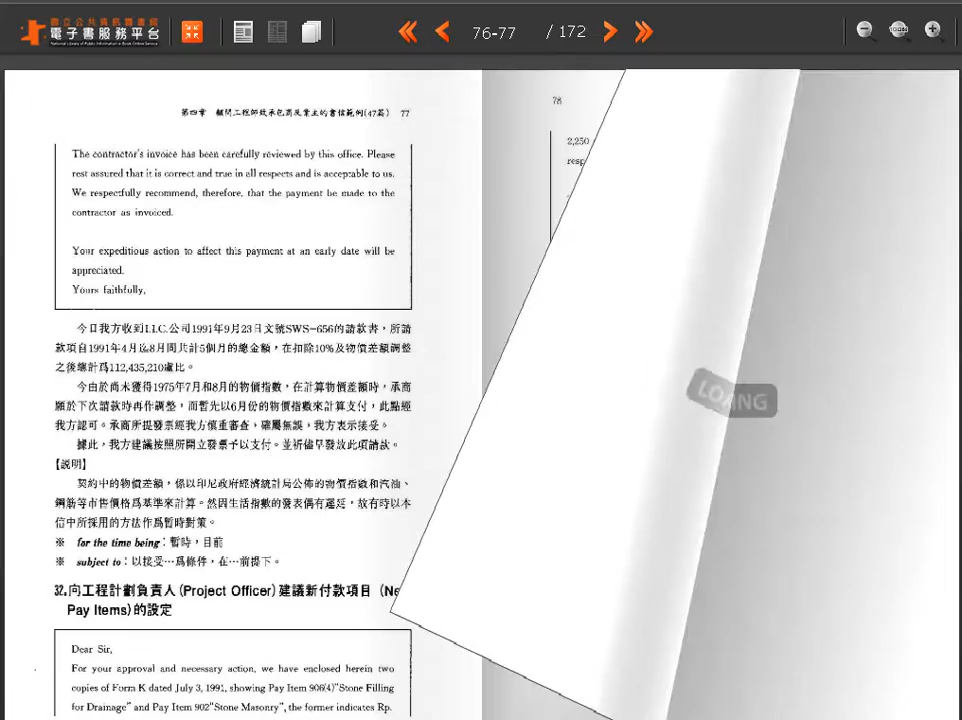 國立公共資訊圖書館
電子書服務平台
National Library of Public Information e-Book Online Service
76-77 / 172
100%
第四章 顧問工程師致承包商及業主的書信範例(47篇) 77
The contractor's invoice has been carefully reviewed by this office. Please
rest assured that it is correct and true in all respects and is acceptable to us.
We respectfully recommend, therefore, that the payment be made to the
contractor as invoiced.
Your expeditious action to affect this payment at an early date will be
appreciated.
Yours faithfully,
今日我方收到I.I.C.公司1991年9月23日文號SWS-656的請款書，所請
款項自1991年4月迄8月間共計5個月的總金額，在扣除10%及物價差額調整
之後總計爲112,435,210盧比。
今由於尚未獲得1975年7月和8月的物價指數，在計算物價差額時，承商
願於下次請款時再作調整，而暫先以6月份的物價指數來計算支付，此點經
我方認可。承商所提發票經我方慎重審查，確屬無誤，我方表示接受。
據此，我方建議按照所開立發票予以支付。並祈儘早發放此項請款。
【説明】
契約中的物價差額，係以印尼政府經濟統計局公佈的物價指數和汽油、
鋼筋等市售價格爲基準來計算。然因生活指數的發表偶有遲延，故有時以本
信中所採用的方法作爲暫時對策。
※ for the time being：暫時，目前
※ subject to：以接受…爲條件，在…前提下。
32.向工程計劃負責人(Project Officer)建議新付款項目 (Ne
Pay Items)的設定
Dear Sir,
For your approval and necessary action, we have enclosed herein two
copies of Form K dated July 3, 1991, showing Pay Item 906(4)"Stone Filling
for Drainage" and Pay Item 902"Stone Masonry", the former indicates Rp.
78
2,250
resp